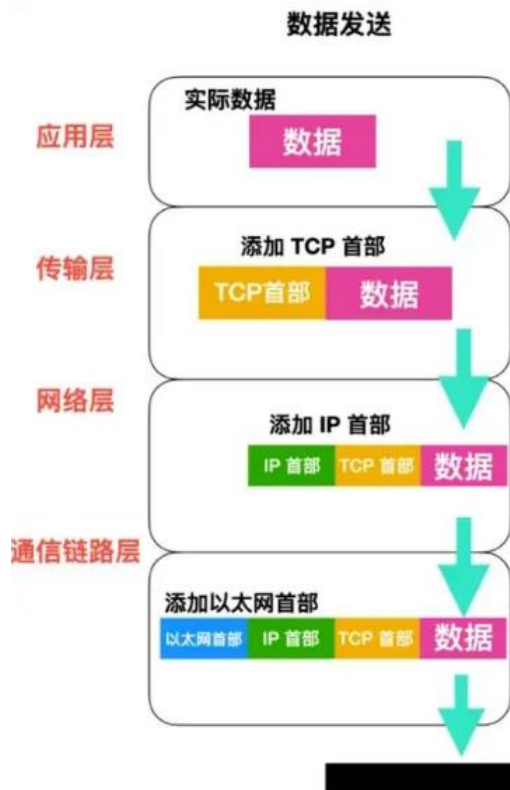 数据发送
实际数据
应用层
数据
添加 TCP 首部
传输层
TCP首部 数据
网络层
添加 IP 首部
IP 首部 TCP 首部 数据
通信链路层
添加以太网首部
以太网首部 IP 首部 TCP 首部 数据